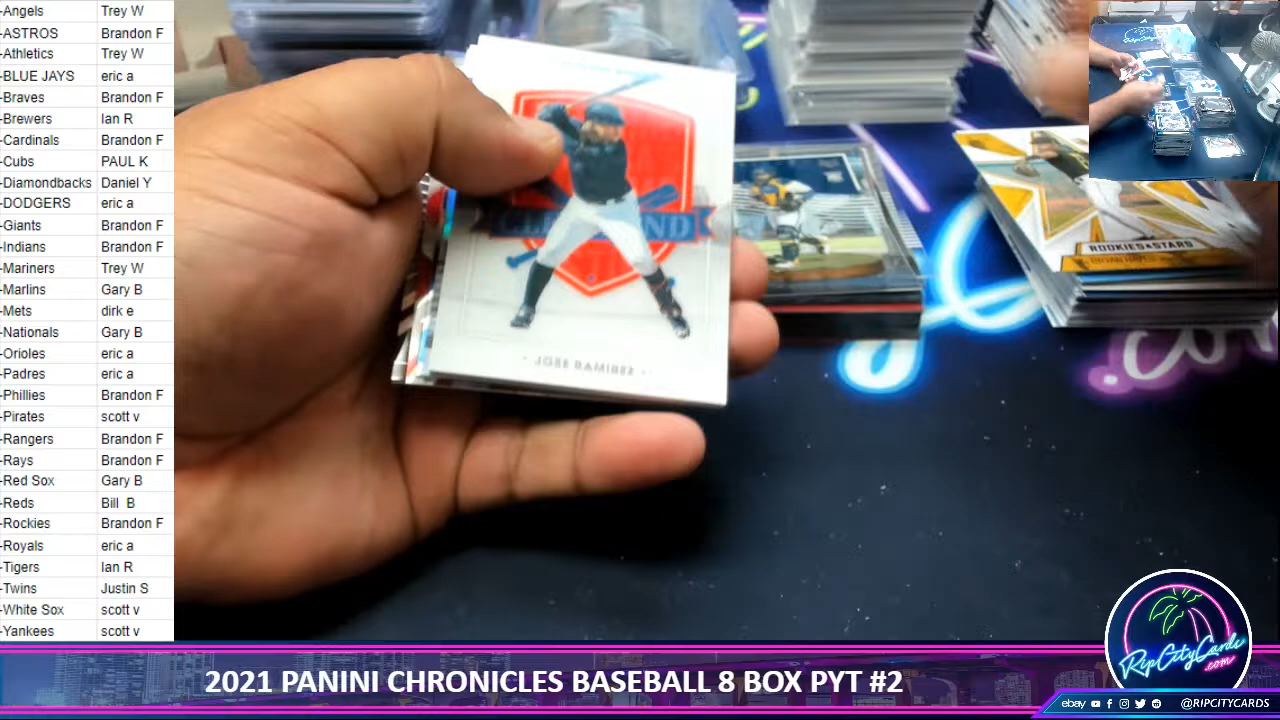 -Angels Trey W
-ASTROS Brandon F
-Athletics Trey W
-BLUE JAYS eric a
-Braves Brandon F
-Brewers Ian R
-Cardinals Brandon F
-Cubs PAUL K
-Diamondbacks Daniel Y
-DODGERS eric a
-Giants Brandon F
-Indians Brandon F
-Mariners Trey W
-Marlins Gary B
-Mets dirk e
-Nationals Gary B
-Orioles eric a
-Padres eric a
-Phillies Brandon F
-Pirates scott v
-Rangers Brandon F
-Rays Brandon F
-Red Sox Gary B
-Reds Bill B
-Rockies Brandon F
-Royals eric a
-Tigers Ian R
-Twins Justin S
-White Sox scott v
-Yankees scott v
CLEVELAND
· JOSE RAMIREZ ·
ROOKIES & STARS
RipCityCards
.com
2021 PANINI CHRONICLES BASEBALL 8 BOX PYT #2
ebay @RIPCITYCARDS